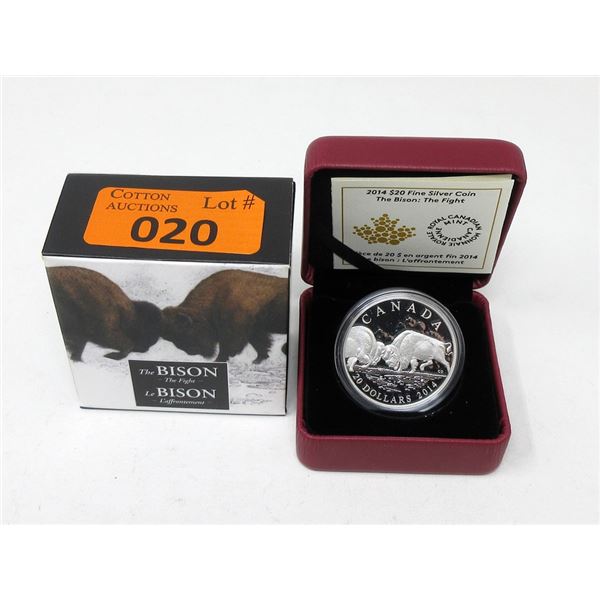 COTTON
AUCTIONS
Lot #
020
The BISON
– The Fight –
Le BISON
L'affrontement –
2014 $20 Fine Silver Coin
The Bison: The Fight
ROYAL CANADIAN MINT
MONNAIE ROYALE CANADIENNE
èce de 20 $ en argent fin 2014
bison : L'affrontement
CANADA
20 DOLLARS 2014